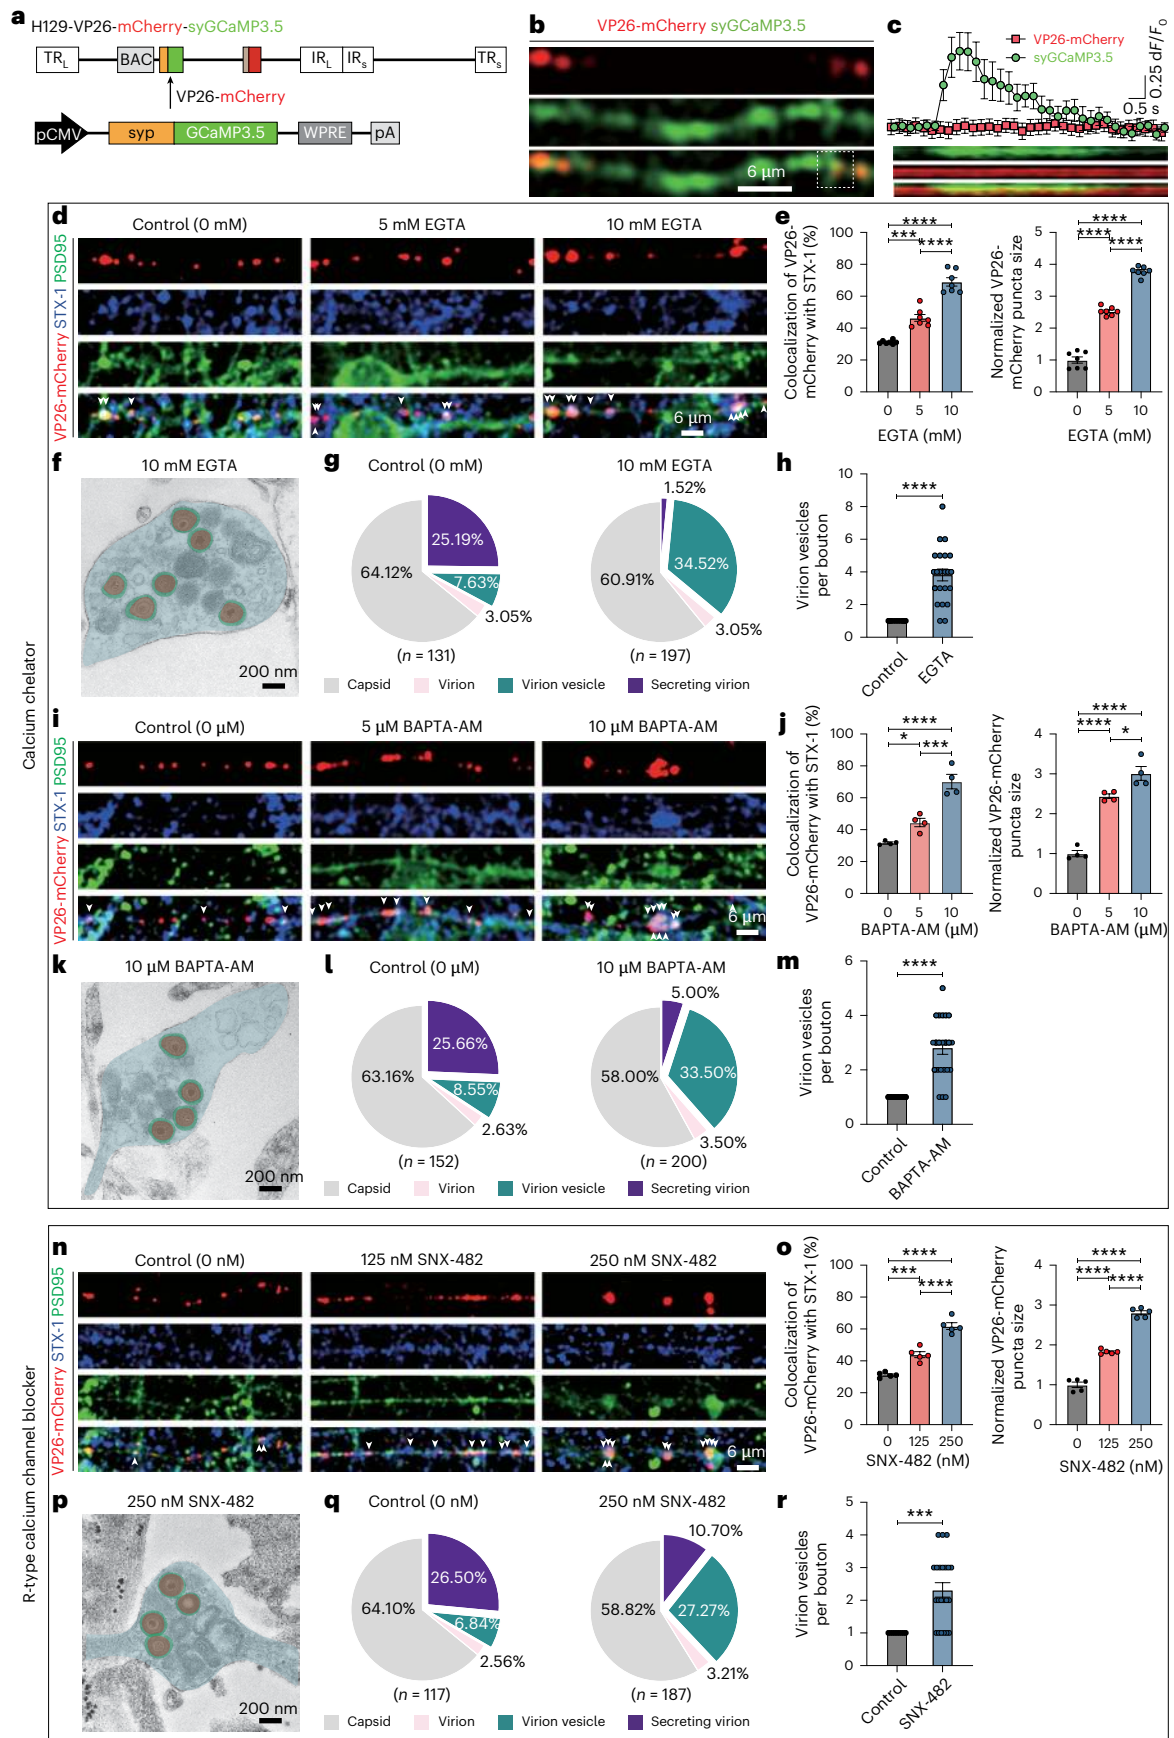 a
H129-VP26-mCherry-syGCaMP3.5
TRL
BAC
IRL
IRs
TRs
VP26-mCherry
pCMV
syp
GCaMP3.5
WPRE
pA
b
VP26-mCherry syGCaMP3.5
6 µm
c
VP26-mCherry
syGCaMP3.5
0.25 dF/F0
0.5 s
Calcium chelator
d
Control (0 mM)
5 mM EGTA
10 mM EGTA
VP26-mCherry STX-1 PSD95
6 µm
e
Colocalization of VP26-
mCherry with STX-1 (%)
100
80
60
40
20
0
****
***
****
0 5 10
EGTA (mM)
Normalized VP26-
mCherry puncta size
5
4
3
2
1
0
****
****
****
0 5 10
EGTA (mM)
f
10 mM EGTA
200 nm
g
Control (0 mM)
25.19%
64.12%
7.63%
3.05%
(n = 131)
10 mM EGTA
1.52%
34.52%
60.91%
3.05%
(n = 197)
Capsid
Virion
Virion vesicle
Secreting virion
h
Virion vesicles
per bouton
10
8
6
4
2
0
****
Control
EGTA
i
Control (0 µM)
5 µM BAPTA-AM
10 µM BAPTA-AM
VP26-mCherry STX-1 PSD95
6 µm
j
Colocalization of
VP26-mCherry with STX-1 (%)
100
80
60
40
20
0
****
*
***
0 5 10
BAPTA-AM (µM)
Normalized VP26-mCherry
puncta size
4
3
2
1
0
****
****
*
0 5 10
BAPTA-AM (µM)
k
10 µM BAPTA-AM
200 nm
l
Control (0 µM)
25.66%
63.16%
8.55%
2.63%
(n = 152)
10 µM BAPTA-AM
5.00%
58.00%
33.50%
3.50%
(n = 200)
Capsid
Virion
Virion vesicle
Secreting virion
m
Virion vesicles
per bouton
6
4
2
0
****
Control
BAPTA-AM
R-type calcium channel blocker
n
Control (0 nM)
125 nM SNX-482
250 nM SNX-482
VP26-mCherry STX-1 PSD95
6 µm
o
Colocalization of
VP26-mCherry with STX-1 (%)
100
80
60
40
20
0
****
***
****
0 125 250
SNX-482 (nM)
Normalized VP26-mCherry
puncta size
4
3
2
1
0
****
****
****
0 125 250
SNX-482 (nM)
p
250 nM SNX-482
200 nm
q
Control (0 nM)
26.50%
64.10%
6.84%
2.56%
(n = 117)
250 nM SNX-482
10.70%
58.82%
27.27%
3.21%
(n = 187)
Capsid
Virion
Virion vesicle
Secreting virion
r
Virion vesicles
per bouton
5
4
3
2
1
0
***
Control
SNX-482